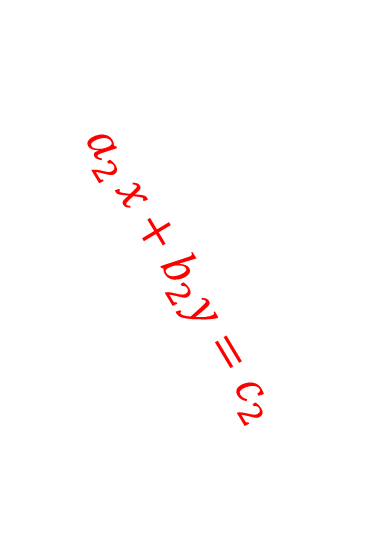 a₂x + b₂y = c₂